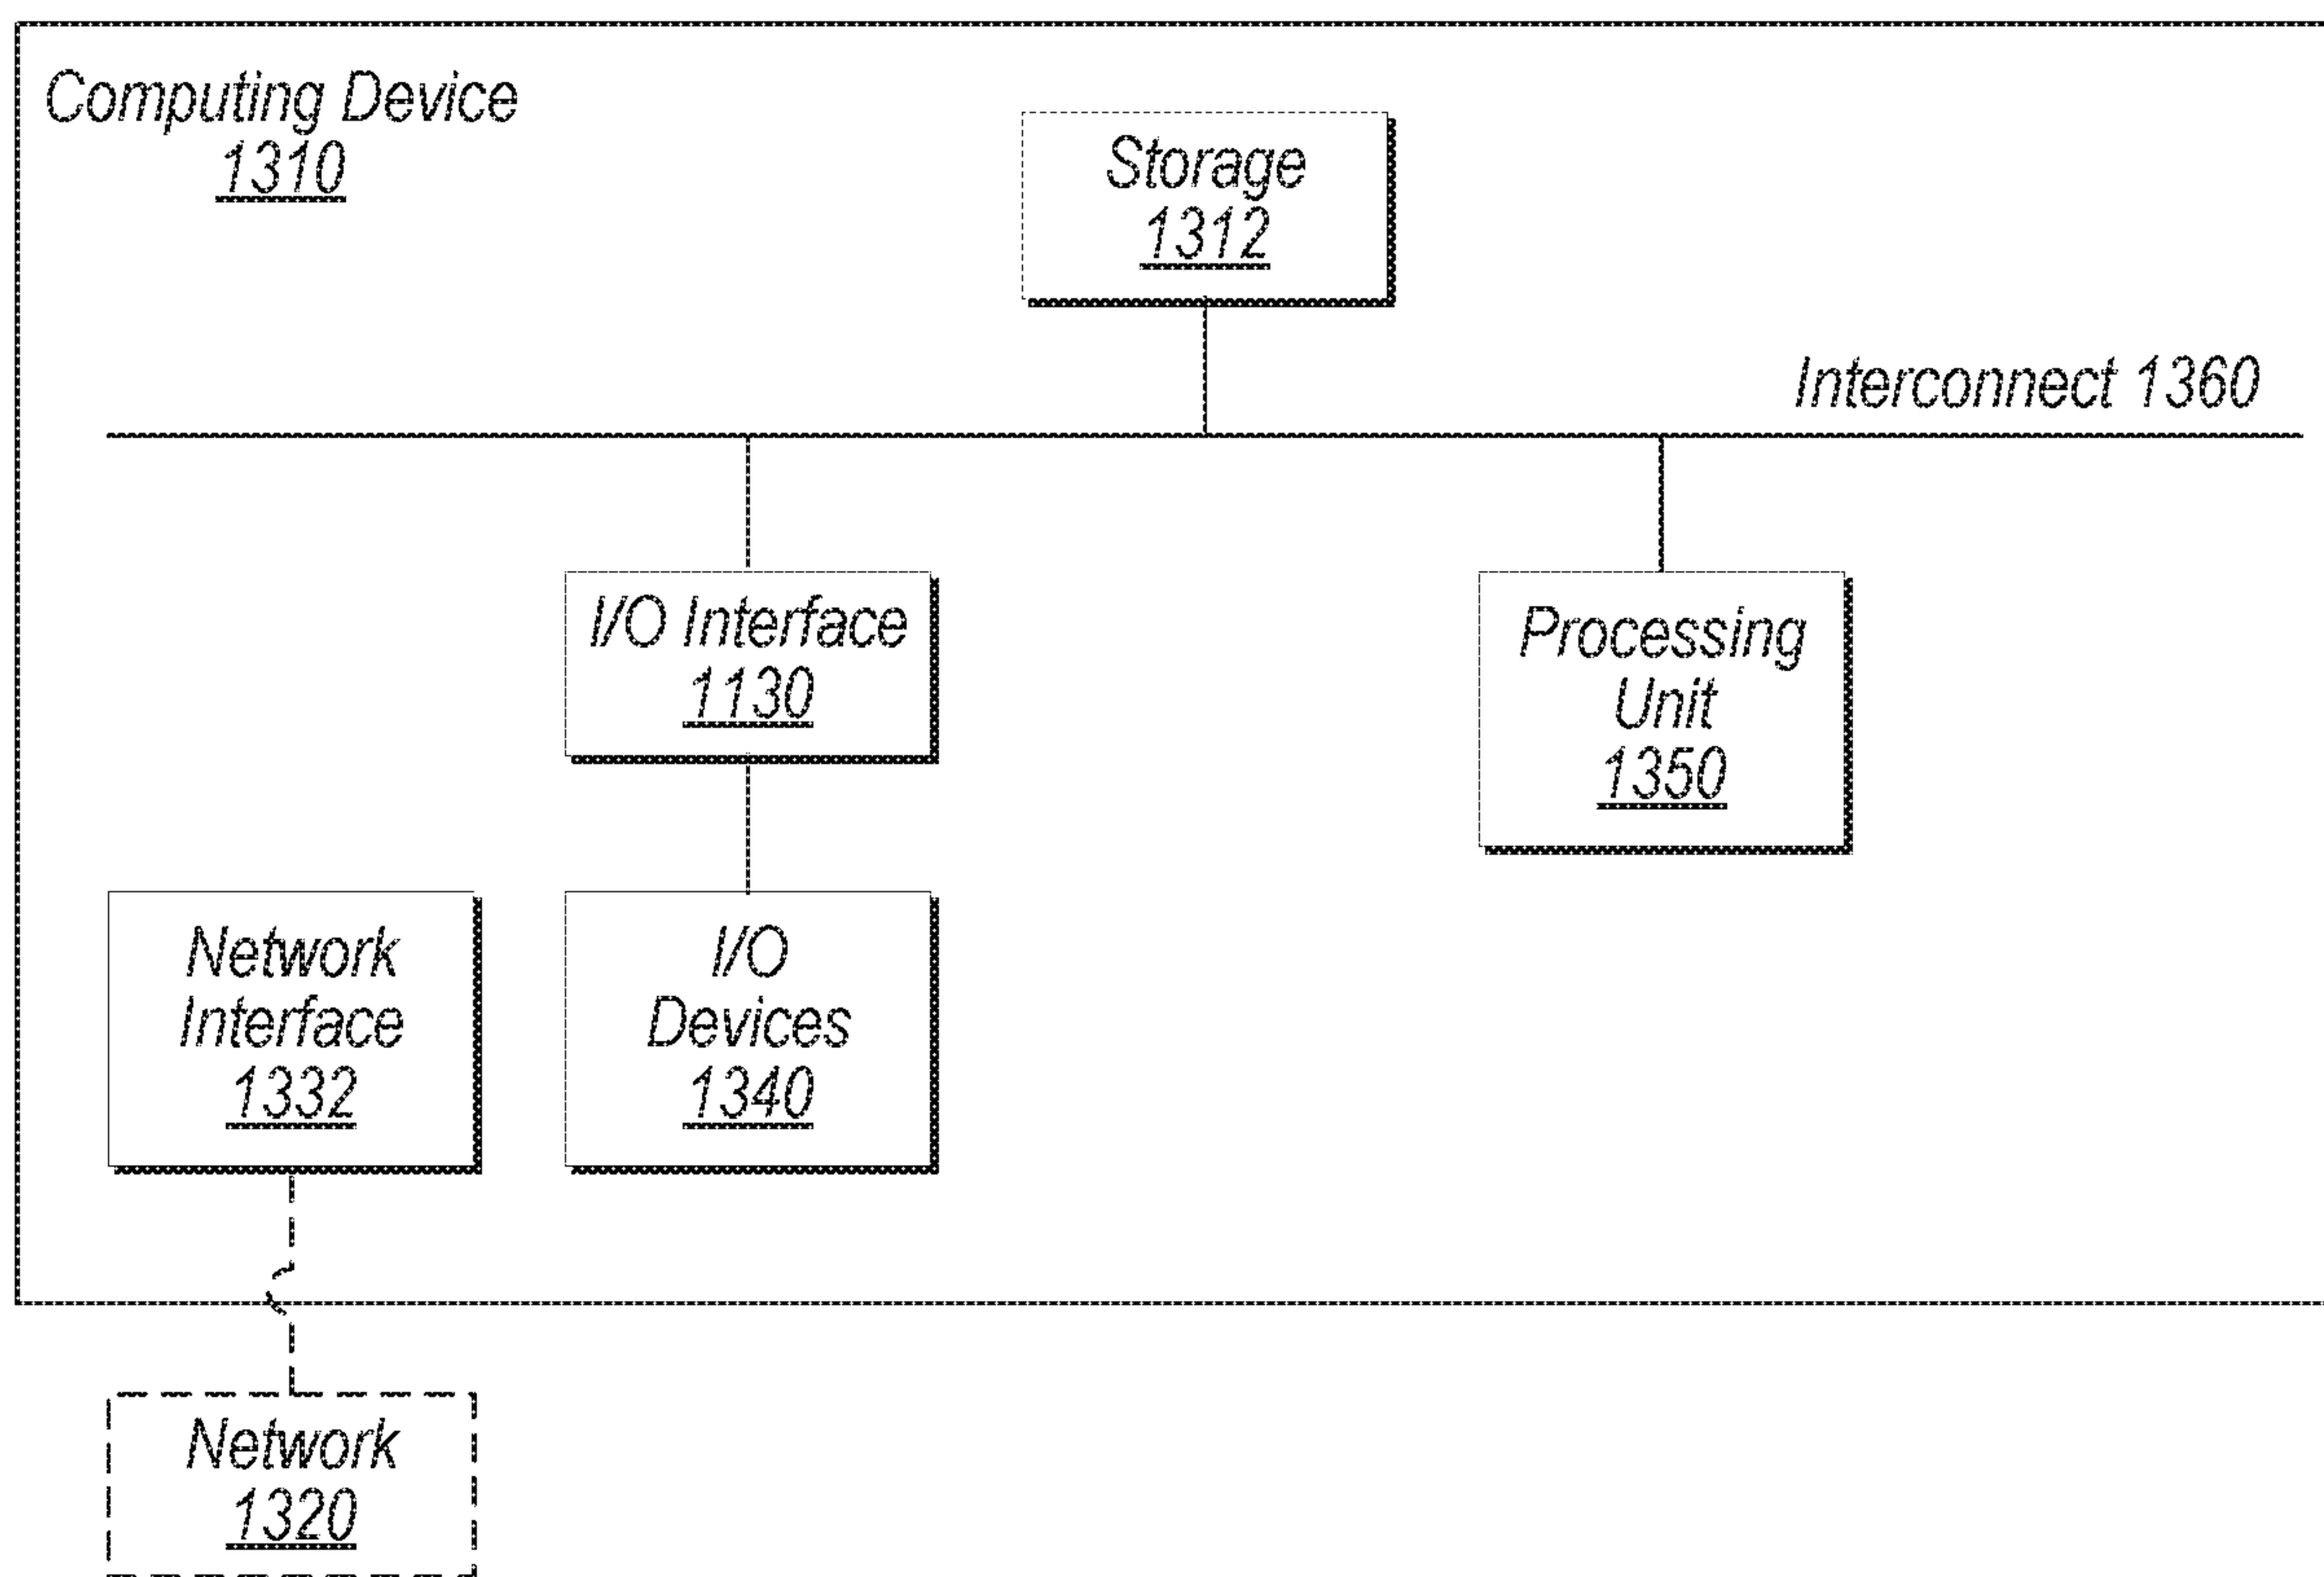 Computing Device
1310
Storage
1312
Interconnect 1360
I/O Interface
1130
Processing
Unit
1350
Network
Interface
1332
I/O
Devices
1340
Network
1320